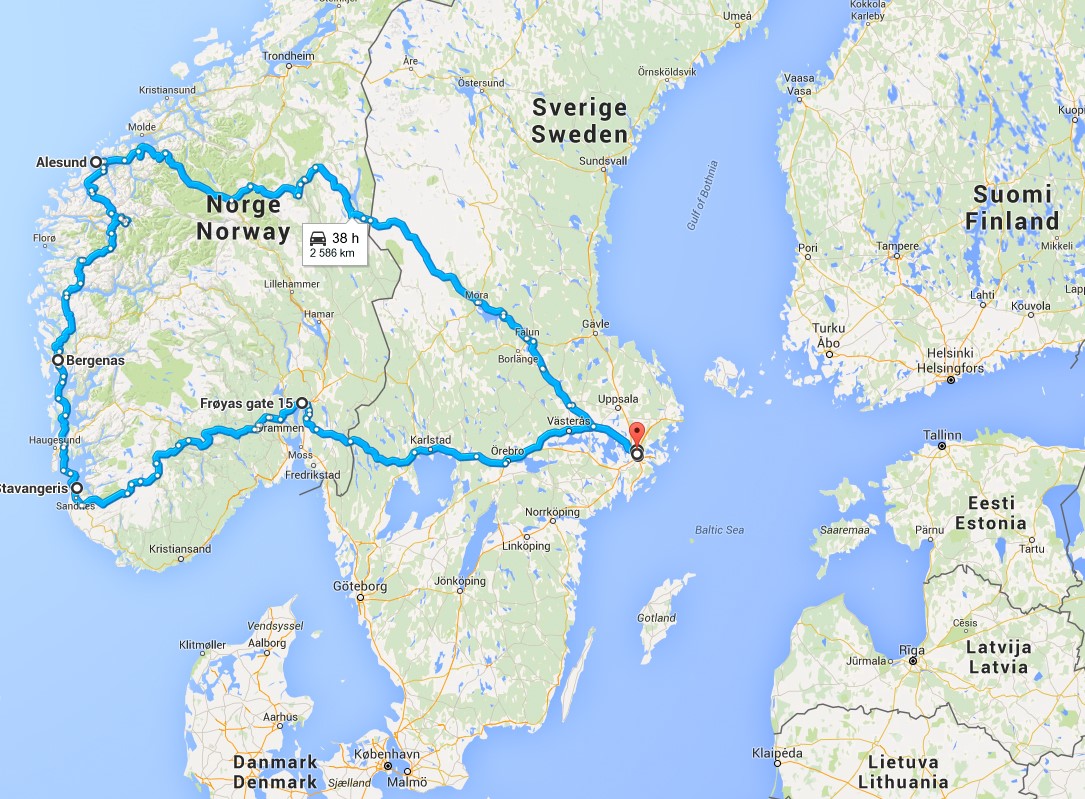 Steinkjer
Kokkola
Karleby
Umeå
Trondheim
Åre
Östersund
Örnsköldsvik
Vaasa
Vasa
Kristiansund
Sverige
Sweden
Molde
Alesund
Sundsvall
Gulf of Bothnia
Suomi
Finland
Norge
Norway
38 h
2 586 km
Florø
Pori
Tampere
Mikkeli
Lillehammer
Hamar
Mora
Lahti
Kouvola
Falun
Gävle
Turku
Åbo
Borlänge
Bergenas
Helsinki
Helsingfors
Uppsala
Frøyas gate 15
Drammen
Västerås
Haugesund
Karlstad
Örebro
Tallinn
Moss
Fredrikstad
Stavangeris
Sandnes
Norrköping
Linköping
Baltic Sea
Saaremaa
Eesti
Estonia
Pärnu
Tartu
Kristiansand
Göteborg
Jönköping
Gotland
Vendsyssel
Klitmøller
Aalborg
Cēsis
Rīga
Jūrmala
Latvija
Latvia
Aarhus
København
Malmö
Sjælland
Danmark
Denmark
Klaipėda
Lietuva
Lithuania